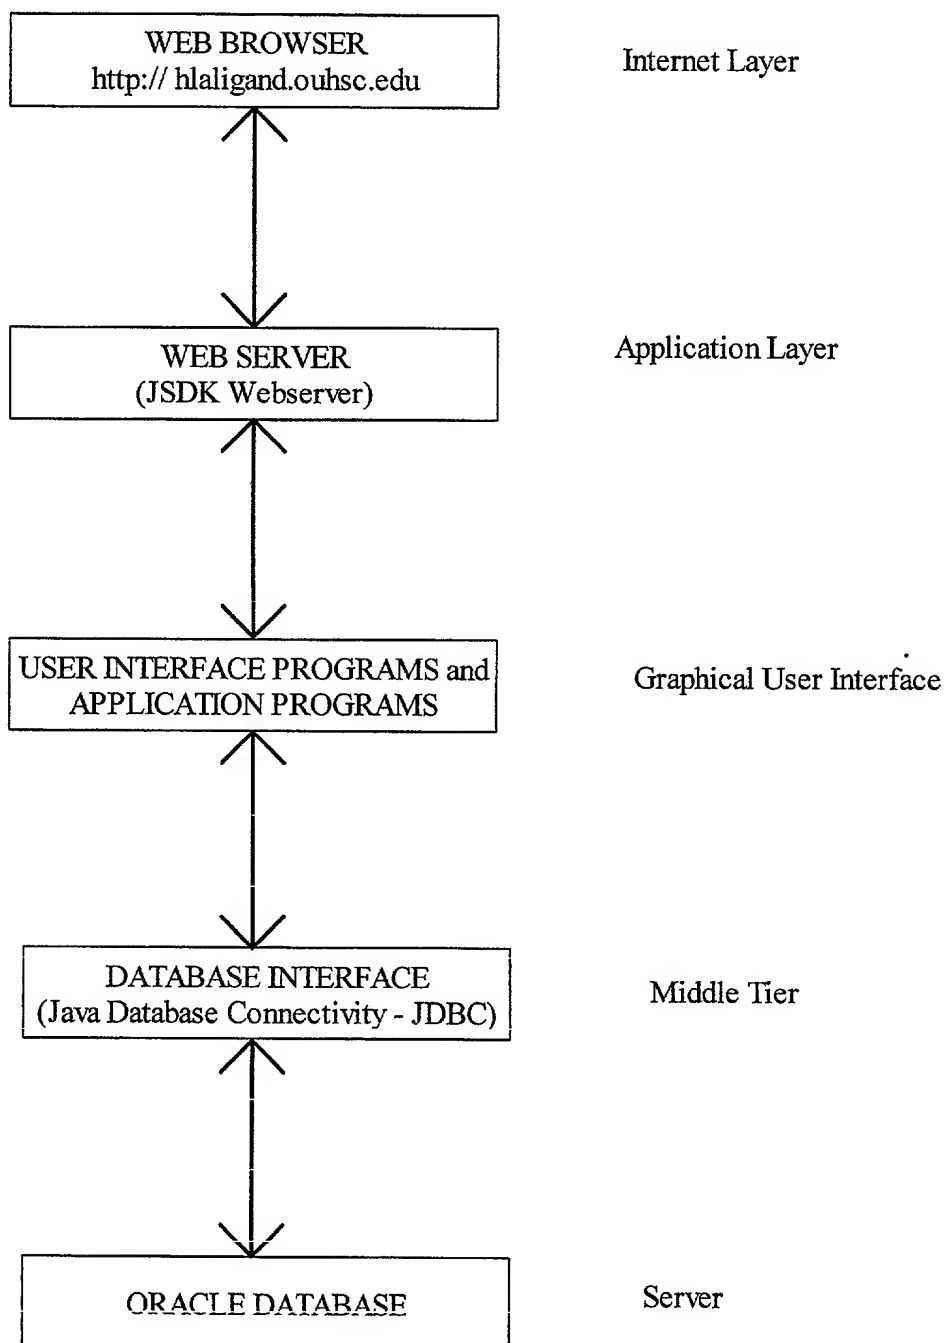 WEB BROWSER
http:// hlaligand.ouhsc.edu
Internet Layer
WEB SERVER
(JSDK Webserver)
Application Layer
USER INTERFACE PROGRAMS and
APPLICATION PROGRAMS
Graphical User Interface
DATABASE INTERFACE
(Java Database Connectivity - JDBC)
Middle Tier
ORACLE DATABASE
Server